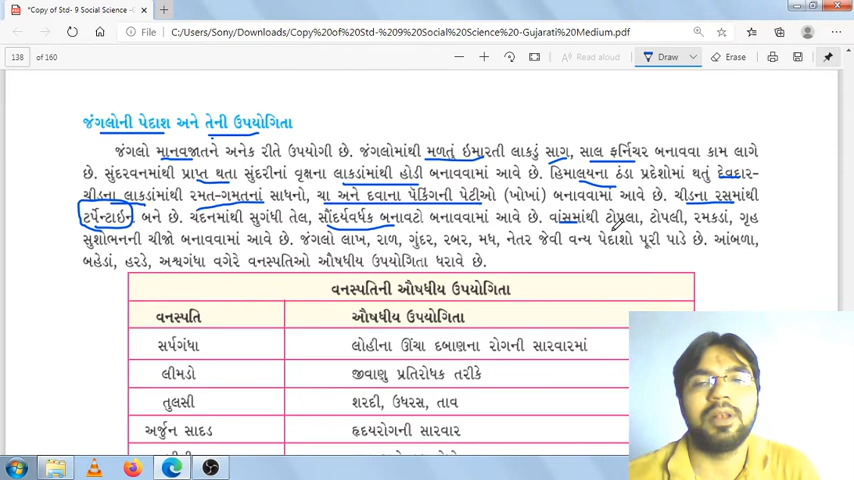 *Copy of Std- 9 Social Science -
C:/Users/Sony/Downloads/Copy%20of%20Std-%209%20Social%20Science%20-Gujarati%20Medium.pdf
138 of 160
Read aloud
Draw
Erase
જંગલોની પેદાશ અને તેની ઉપયોગિતા
જંગલો માનવજાતને અનેક રીતે ઉપયોગી છે. જંગલોમાંથી મળતું ઇમારતી લાકડું સાગ, સાલ ફર્નિચર બનાવવા કામ લાગે
છે. સુંદરવનમાંથી પ્રાપ્ત થતા સુંદરીનાં વૃક્ષના લાકડાંમાંથી હોડી બનાવવામાં આવે છે. હિમાલયના ઠંડા પ્રદેશોમાં થતું દેવદાર-
ચીડના લાકડાંમાંથી રમત-ગમતનાં સાધનો, ચા અને દવાના પૅકિંગની પેટીઓ (ખોખાં) બનાવવામાં આવે છે. ચીડના રસમાંથી
ટર્પેન્ટાઇન બને છે. ચંદનમાંથી સુગંધી તેલ, સૌંદર્યવર્ધક બનાવટો બનાવવામાં આવે છે. વાંસમાંથી ટોપલા, ટોપલી, રમકડાં, ગૃહ
સુશોભનની ચીજો બનાવવામાં આવે છે. જંગલો લાખ, રાળ, ગુંદર, રબર, મધ, નેતર જેવી વન્ય પેદાશો પૂરી પાડે છે. આંબળા,
બહેડાં, હરડે, અશ્વગંધા વગેરે વનસ્પતિઓ ઔષધીય ઉપયોગિતા ધરાવે છે.
વનસ્પતિની ઔષધીય ઉપયોગિતા
વનસ્પતિ ઔષધીય ઉપયોગિતા
સર્પગંધા લોહીના ઊંચા દબાણના રોગની સારવારમાં
લીમડો જીવાણુ પ્રતિરોધક તરીકે
તુલસી શરદી, ઉધરસ, તાવ
અર્જુન સાદડ હૃદયરોગની સારવાર